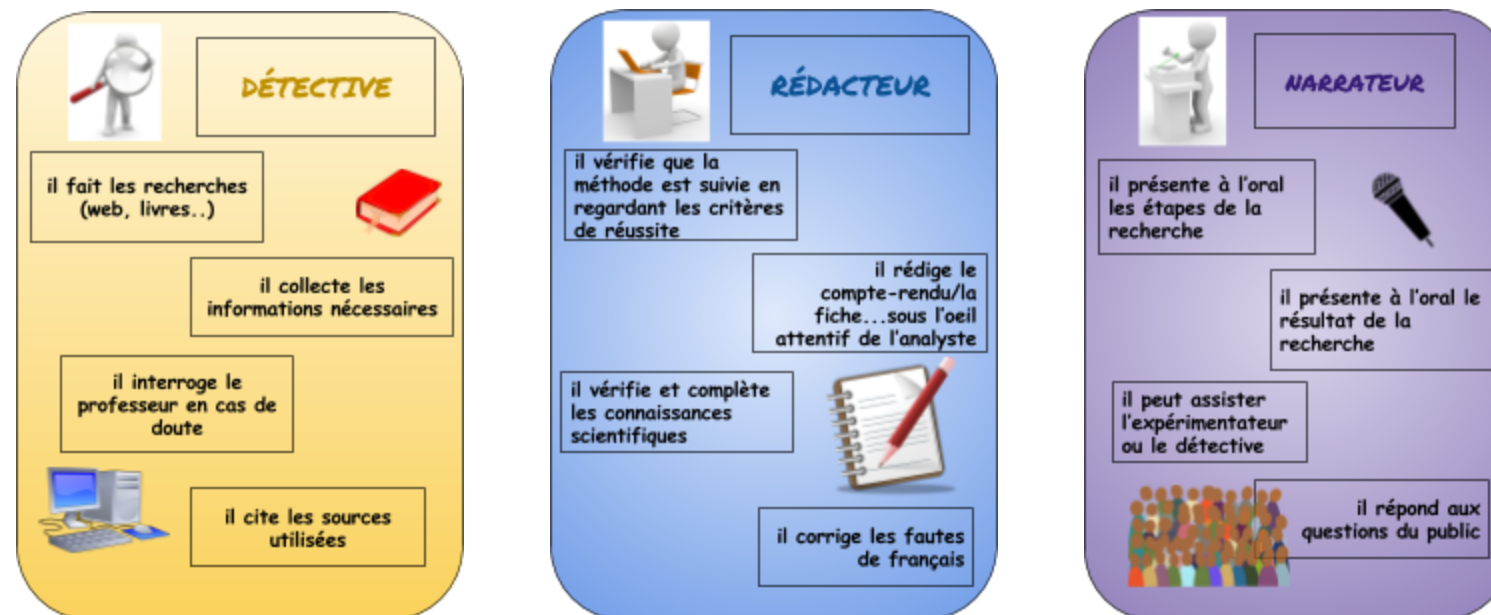 DÉTECTIVE
il fait les recherches
(web, livres..)
il collecte les
informations nécessaires
il interroge le
professeur en cas de
doute
il cite les sources
utilisées
RÉDACTEUR
il vérifie que la
méthode est suivie en
regardant les critères
de réussite
il rédige le
compte-rendu/la
fiche...sous l'oeil
attentif de l'analyste
il vérifie et complète
les connaissances
scientifiques
il corrige les fautes
de français
NARRATEUR
il présente à l'oral
les étapes de la
recherche
il présente à l'oral le
résultat de la
recherche
il peut assister
l'expérimentateur
ou le détective
il répond aux
questions du public